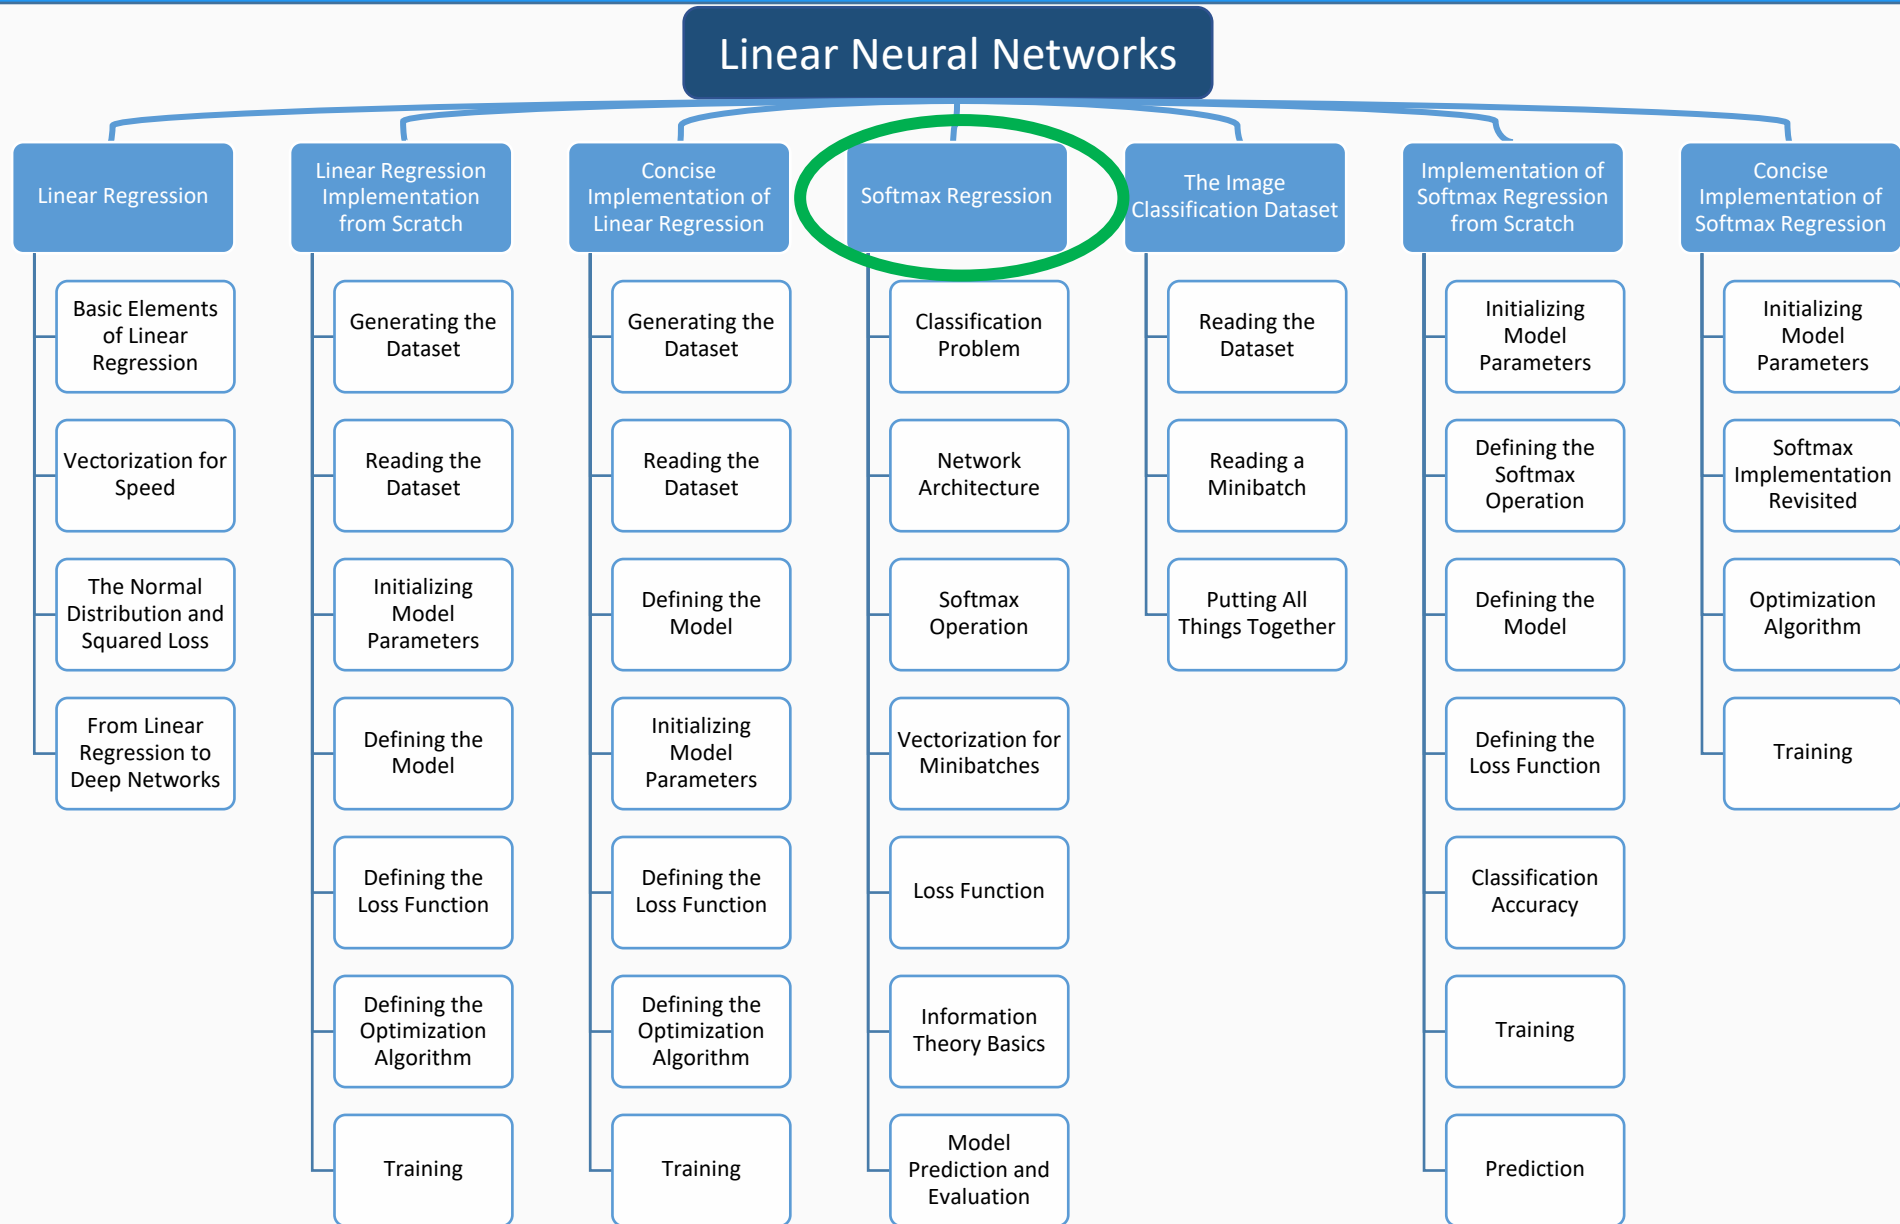 Linear Neural Networks
Linear Regression
Basic Elements
of Linear
Regression
Vectorization for
Speed
The Normal
Distribution and
Squared Loss
From Linear
Regression to
Deep Networks
Linear Regression
Implementation
from Scratch
Generating the
Dataset
Reading the
Dataset
Initializing
Model
Parameters
Defining the
Model
Defining the
Loss Function
Defining the
Optimization
Algorithm
Training
Concise
Implementation of
Linear Regression
Generating the
Dataset
Reading the
Dataset
Defining the
Model
Initializing
Model
Parameters
Defining the
Loss Function
Defining the
Optimization
Algorithm
Training
Softmax Regression
Classification
Problem
Network
Architecture
Softmax
Operation
Vectorization for
Minibatches
Loss Function
Information
Theory Basics
Model
Prediction and
Evaluation
The Image
Classification Dataset
Reading the
Dataset
Reading a
Minibatch
Putting All
Things Together
Implementation of
Softmax Regression
from Scratch
Initializing
Model
Parameters
Defining the
Softmax
Operation
Defining the
Model
Defining the
Loss Function
Classification
Accuracy
Training
Prediction
Concise
Implementation of
Softmax Regression
Initializing
Model
Parameters
Softmax
Implementation
Revisited
Optimization
Algorithm
Training